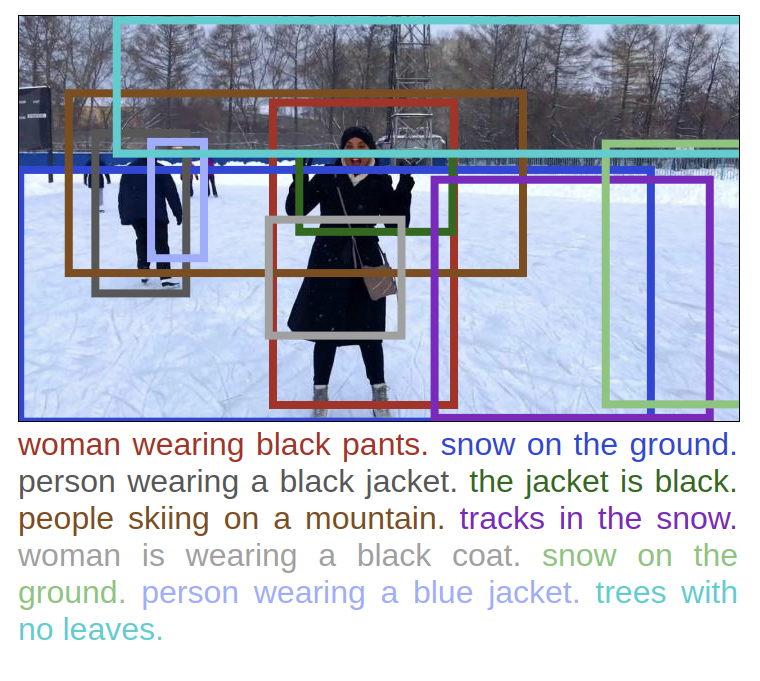 woman wearing black pants. snow on the ground.
person wearing a black jacket. the jacket is black.
people skiing on a mountain. tracks in the snow.
woman is wearing a black coat. snow on the
ground. person wearing a blue jacket. trees with
no leaves.